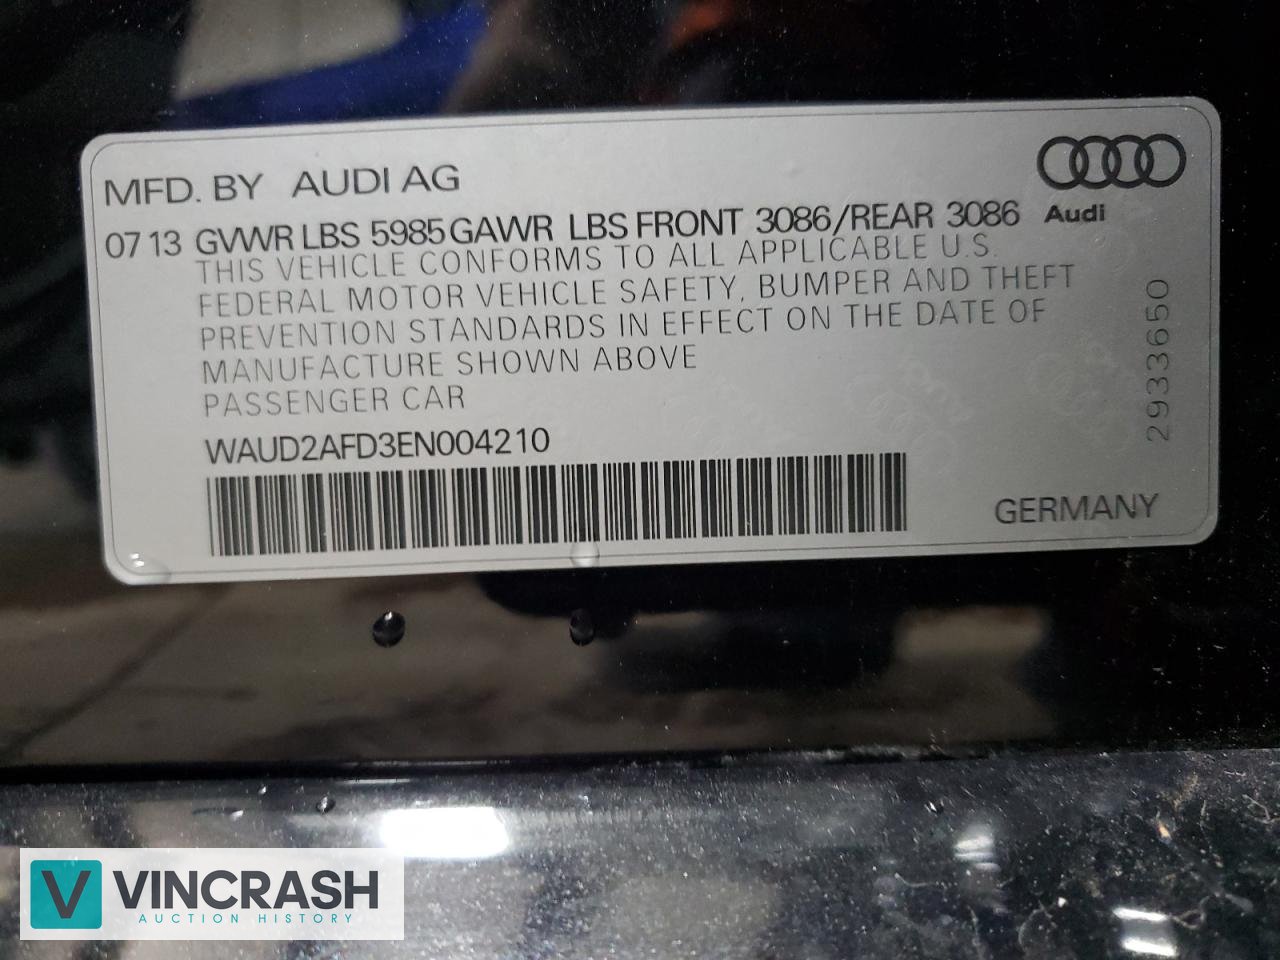 MFD. BY AUDI AG
07 13 GVWR LBS 5985 GAWR LBS FRONT 3086/REAR 3086
Audi
THIS VEHICLE CONFORMS TO ALL APPLICABLE U.S.
FEDERAL MOTOR VEHICLE SAFETY, BUMPER AND THEFT
PREVENTION STANDARDS IN EFFECT ON THE DATE OF
MANUFACTURE SHOWN ABOVE
PASSENGER CAR
WAUD2AFD3EN004210
2933650
GERMANY
V VINCRASH
AUCTION HISTORY